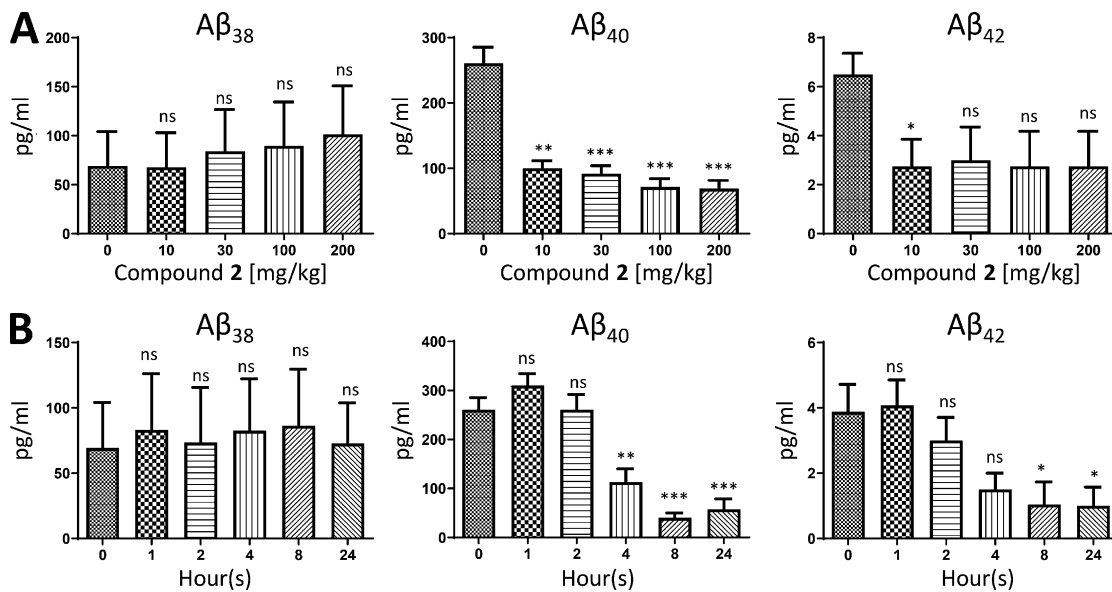 A
Aβ38
pg/ml
200
150
100
50
0
ns
ns
ns
ns
0 10 30 100 200
Compound 2 [mg/kg]
Aβ40
pg/ml
300
200
100
0
**
***
***
***
0 10 30 100 200
Compound 2 [mg/kg]
Aβ42
pg/ml
8
6
4
2
0
*
ns
ns
ns
0 10 30 100 200
Compound 2 [mg/kg]
B
Aβ38
pg/ml
150
100
50
0
ns
ns
ns
ns
ns
0 1 2 4 8 24
Hour(s)
Aβ40
pg/ml
400
300
200
100
0
ns
ns
**
***
***
0 1 2 4 8 24
Hour(s)
Aβ42
pg/ml
6
4
2
0
ns
ns
ns
*
*
0 1 2 4 8 24
Hour(s)